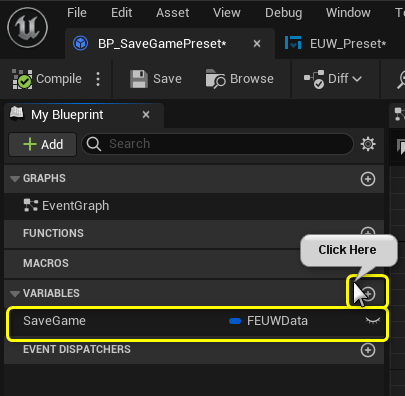 File Edit Asset View Debug Window T
BP_SaveGamePreset* EUW_Preset*
Compile Save Browse Diff
My Blueprint
Add Search
GRAPHS
EventGraph
FUNCTIONS
Click Here
MACROS
VARIABLES
SaveGame FEUWData
EVENT DISPATCHERS